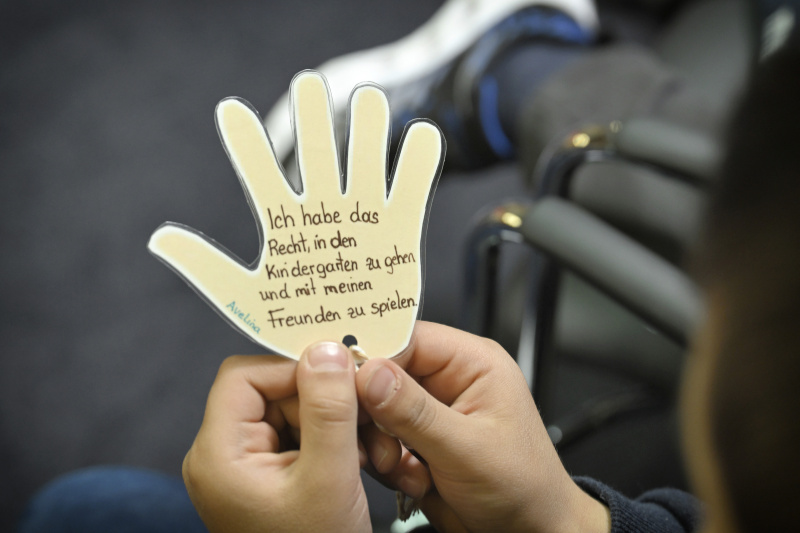 Ich habe das
Recht, in den
Kindergarten zu gehen
und mit meinen
Freunden zu spielen.
Avelina